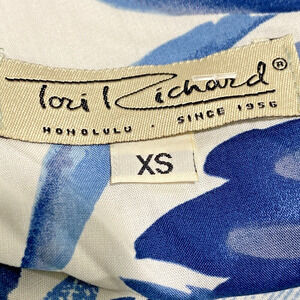 Tori Richard®
HONOLULU . SINCE 1956
XS